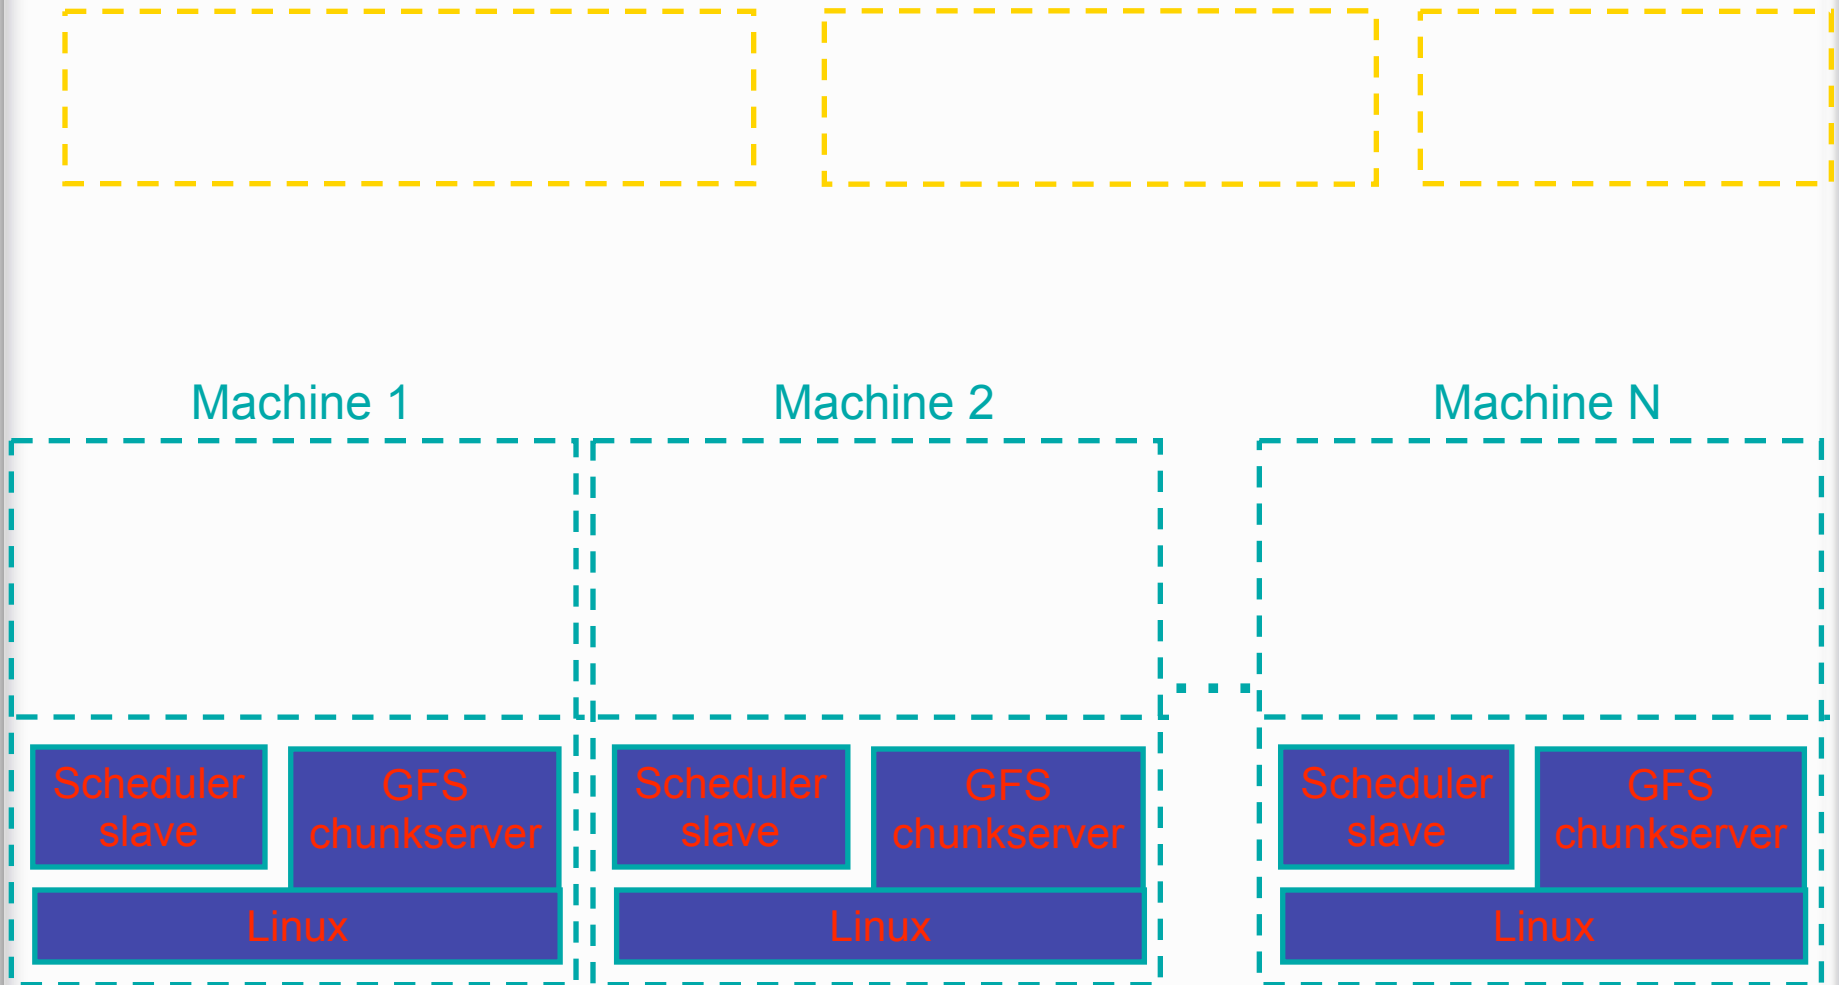 Machine 1
Machine 2
Machine N
Scheduler
slave
GFS
chunkserver
Linux
Scheduler
slave
GFS
chunkserver
Linux
...
Scheduler
slave
GFS
chunkserver
Linux